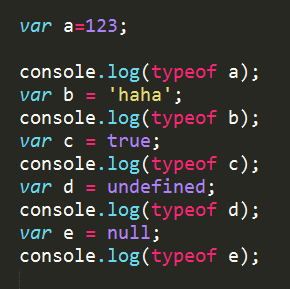 var a=123;
console.log(typeof a);
var b = 'haha';
console.log(typeof b);
var c = true;
console.log(typeof c);
var d = undefined;
console.log(typeof d);
var e = null;
console.log(typeof e);